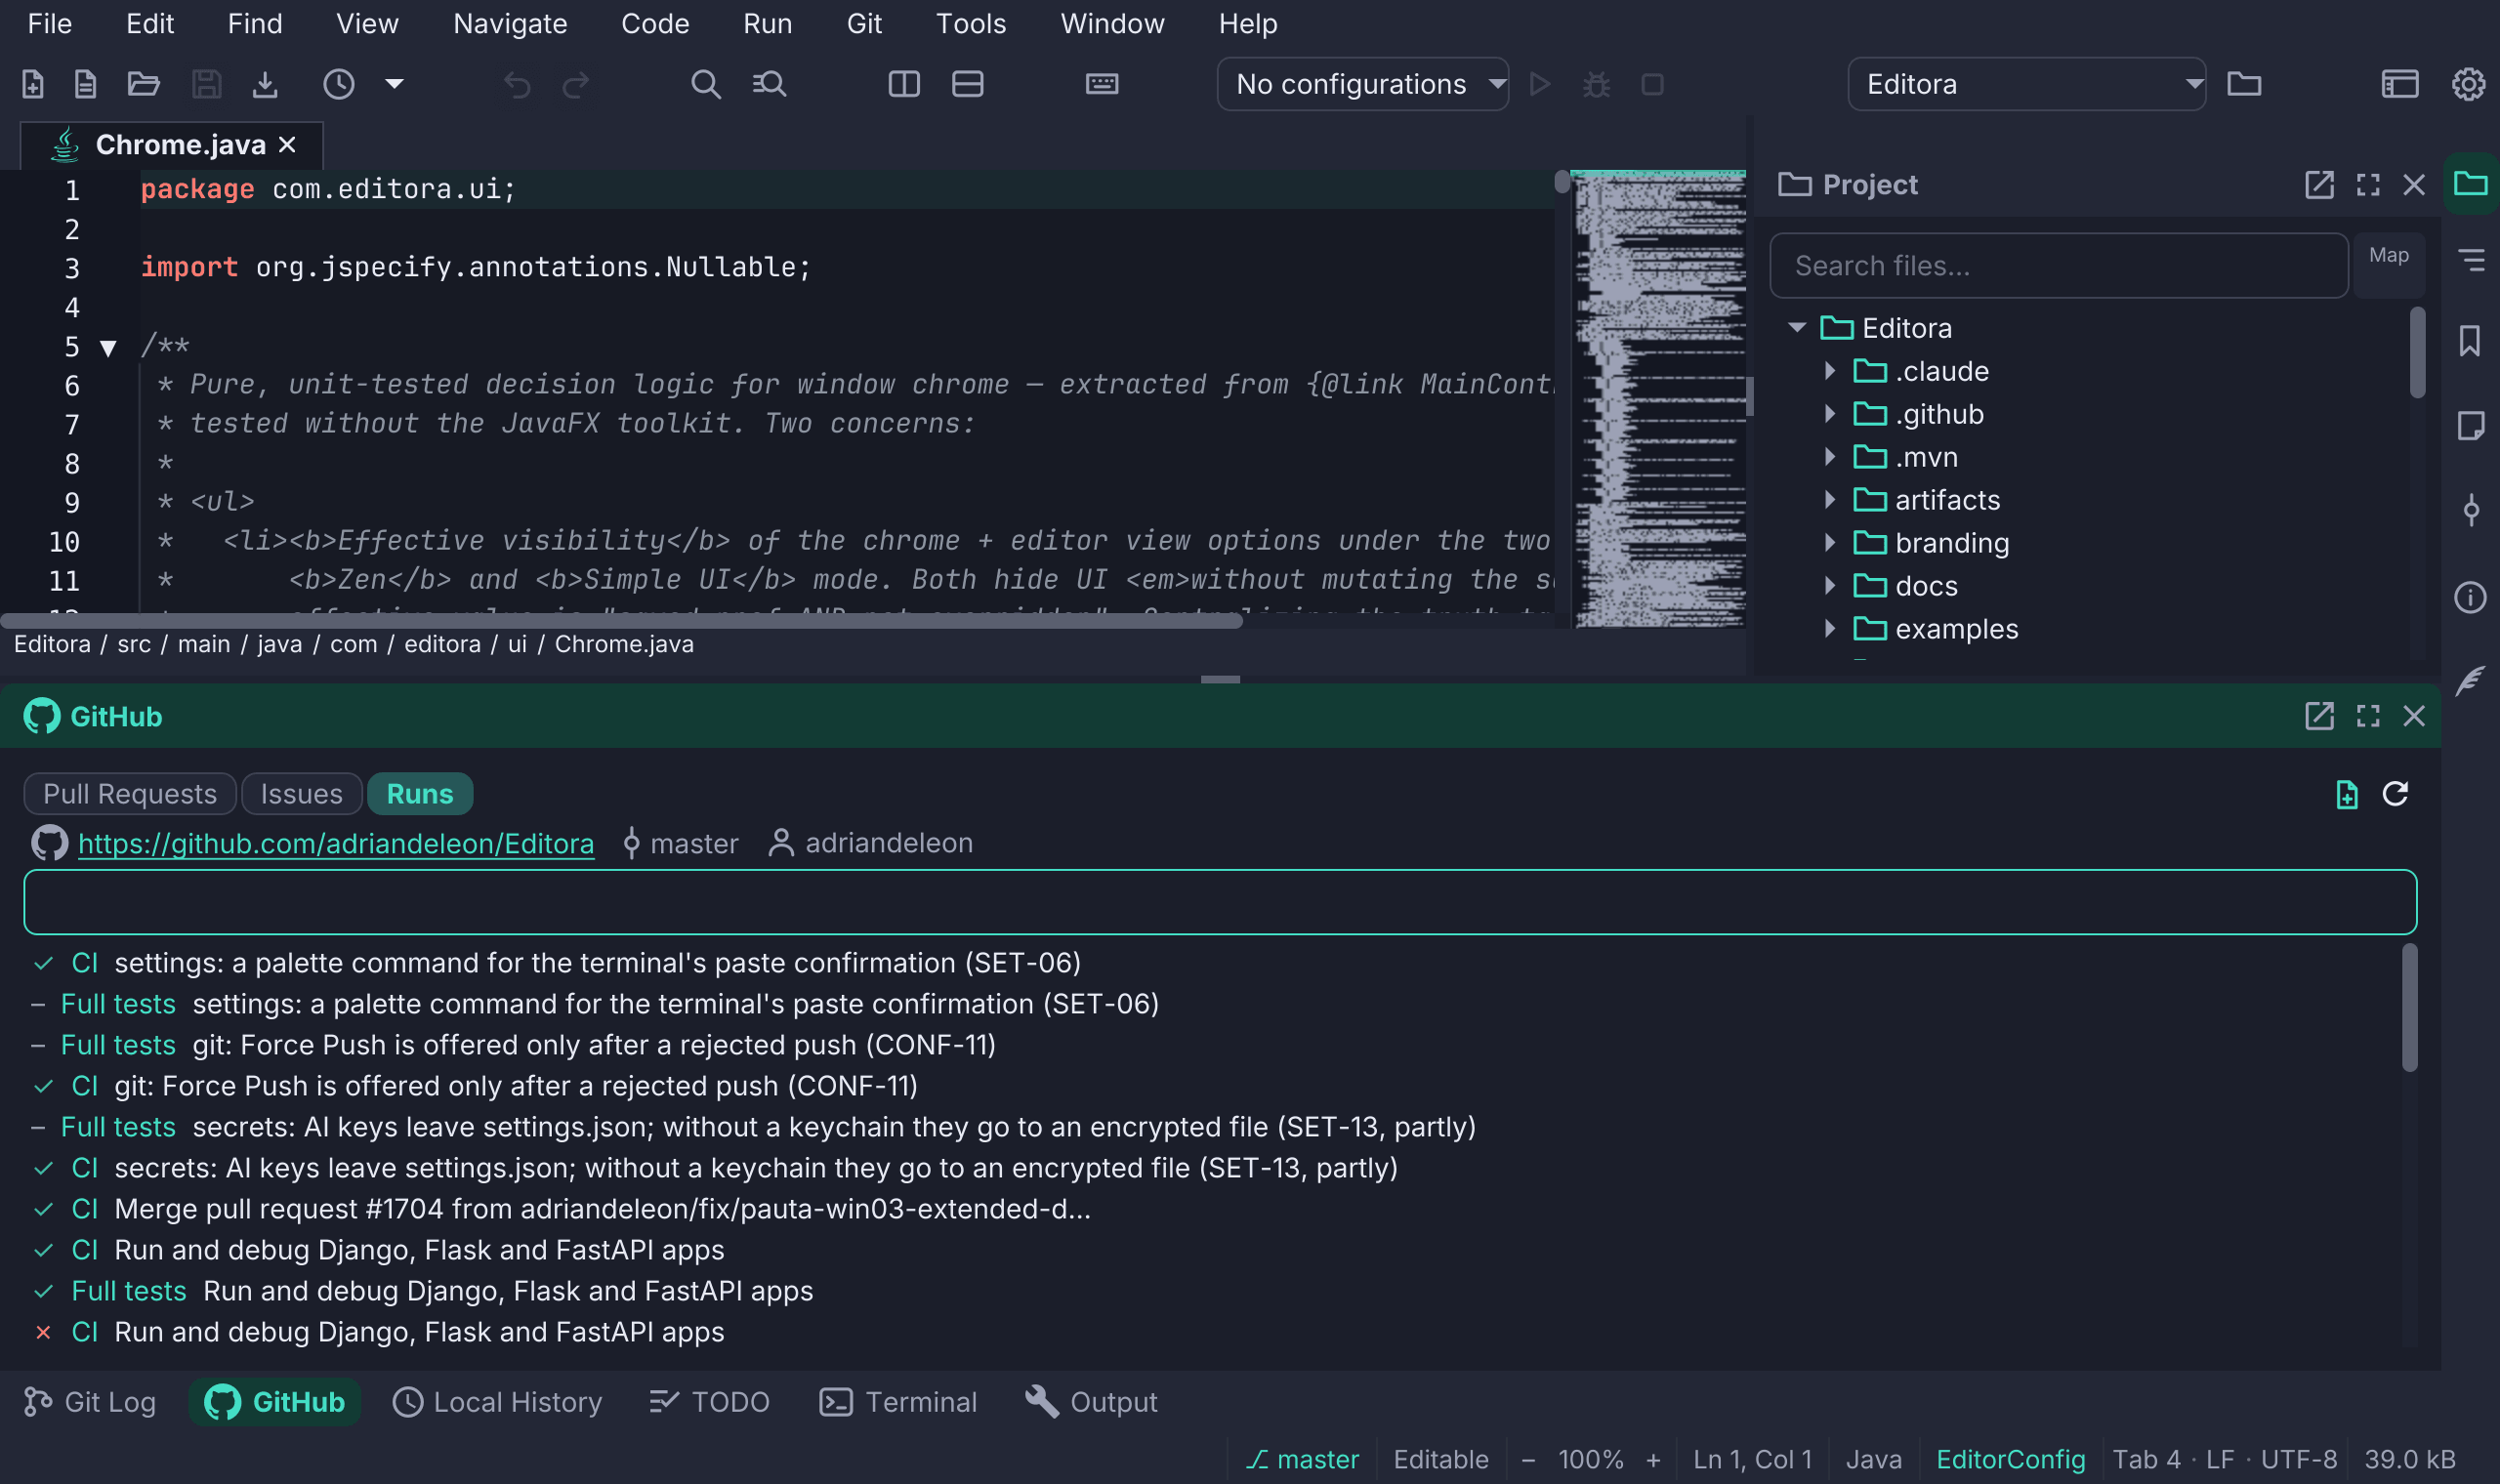 File Edit Find View Navigate Code Run Git Tools Window Help
No configurations Editora
Chrome.java
1 package com.editora.ui;
2
3 import org.jspecify.annotations.Nullable;
4
5 /**
6 * Pure, unit-tested decision logic for window chrome — extracted from {@link MainCont
7 * tested without the JavaFX toolkit. Two concerns:
8 *
9 * <ul>
10 * <li><b>Effective visibility</b> of the chrome + editor view options under the two
11 * <b>Zen</b> and <b>Simple UI</b> mode. Both hide UI <em>without mutating the s
Editora / src / main / java / com / editora / ui / Chrome.java
Project
Search files... Map
Editora
.claude
.github
.mvn
artifacts
branding
docs
examples
GitHub
Pull Requests Issues Runs
https://github.com/adriandeleon/Editora master adriandeleon
✓ CI settings: a palette command for the terminal's paste confirmation (SET-06)
– Full tests settings: a palette command for the terminal's paste confirmation (SET-06)
– Full tests git: Force Push is offered only after a rejected push (CONF-11)
✓ CI git: Force Push is offered only after a rejected push (CONF-11)
– Full tests secrets: AI keys leave settings.json; without a keychain they go to an encrypted file (SET-13, partly)
✓ CI secrets: AI keys leave settings.json; without a keychain they go to an encrypted file (SET-13, partly)
✓ CI Merge pull request #1704 from adriandeleon/fix/pauta-win03-extended-d...
✓ CI Run and debug Django, Flask and FastAPI apps
✓ Full tests Run and debug Django, Flask and FastAPI apps
× CI Run and debug Django, Flask and FastAPI apps
Git Log GitHub Local History TODO Terminal Output
master Editable – 100% + Ln 1, Col 1 Java EditorConfig Tab 4 · LF · UTF-8 39.0 kB